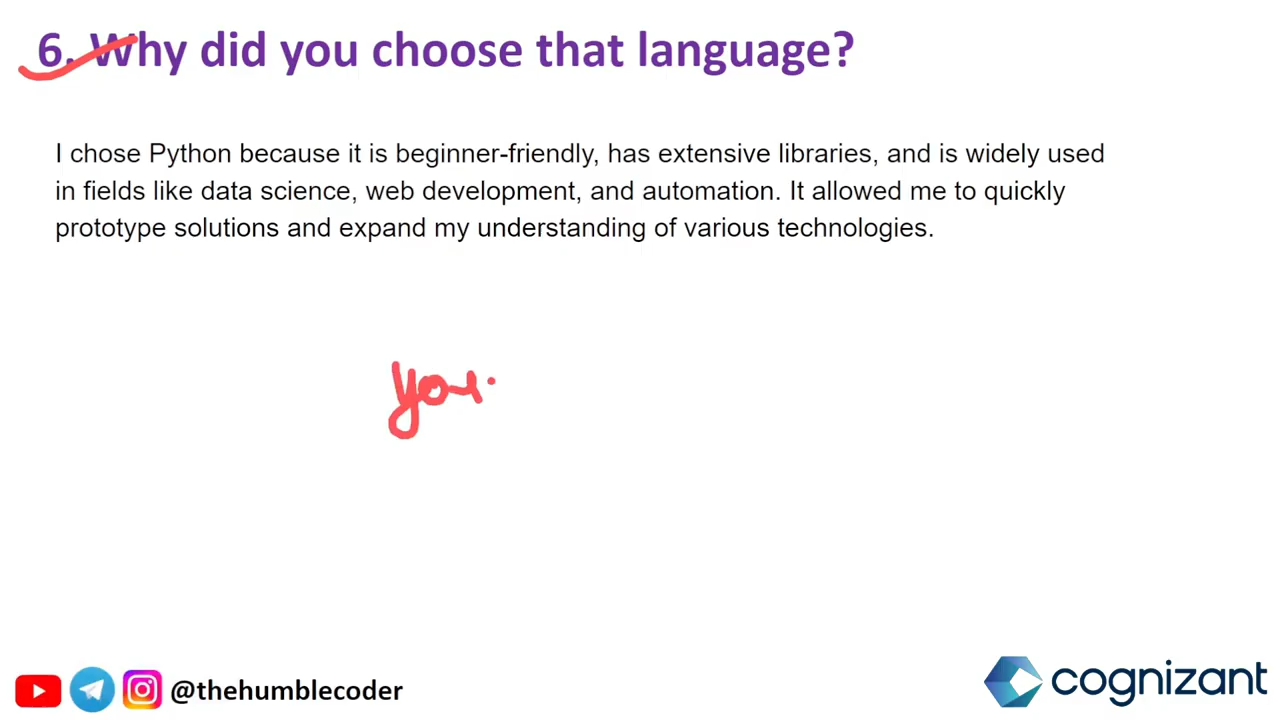 6. Why did you choose that language?
I chose Python because it is beginner-friendly, has extensive libraries, and is widely used
in fields like data science, web development, and automation. It allowed me to quickly
prototype solutions and expand my understanding of various technologies.
@thehumblecoder
cognizant